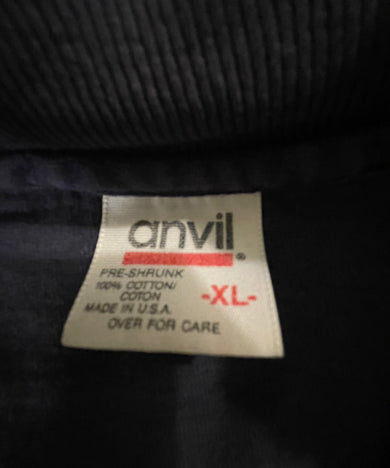 anvil®
PRE-SHRUNK
100% COTTON/
COTON
-XL-
MADE IN U.S.A.
OVER FOR CARE